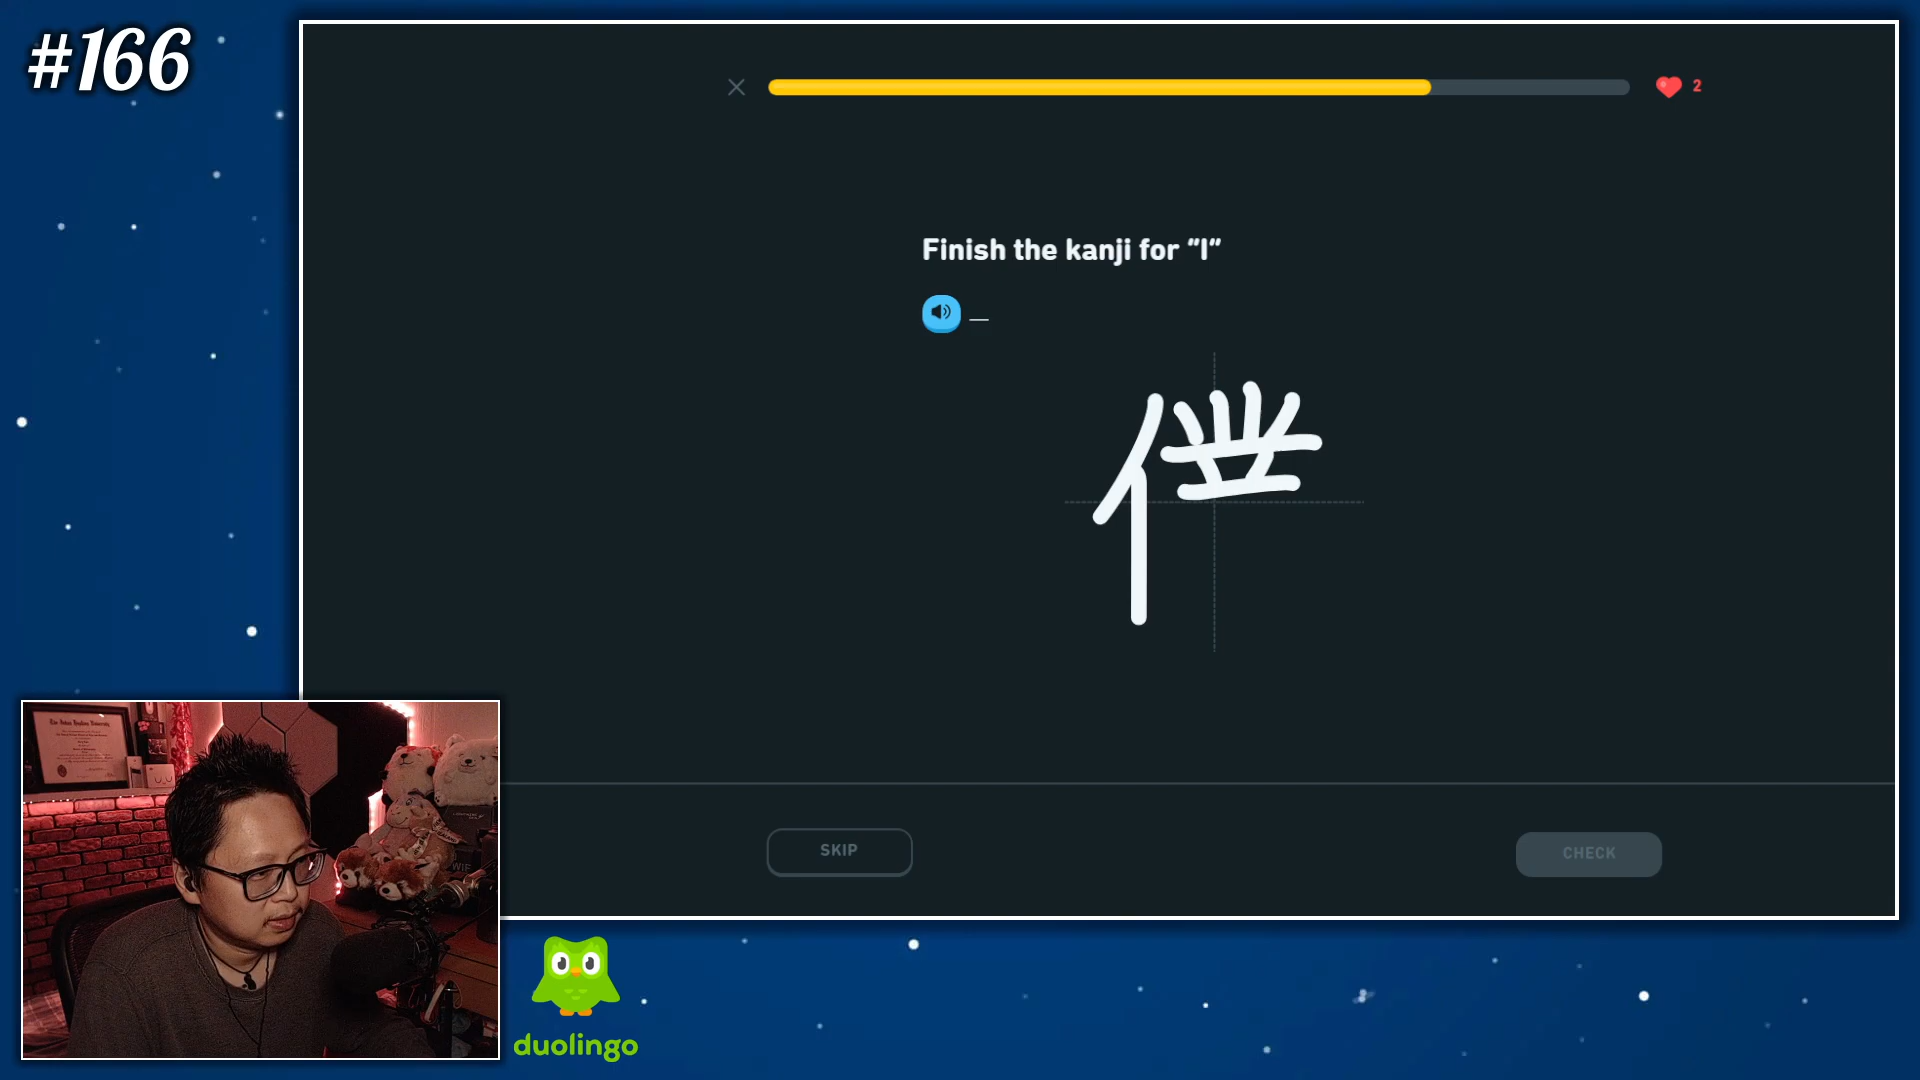 #166
2
Finish the kanji for “I”
SKIP
CHECK
duolingo